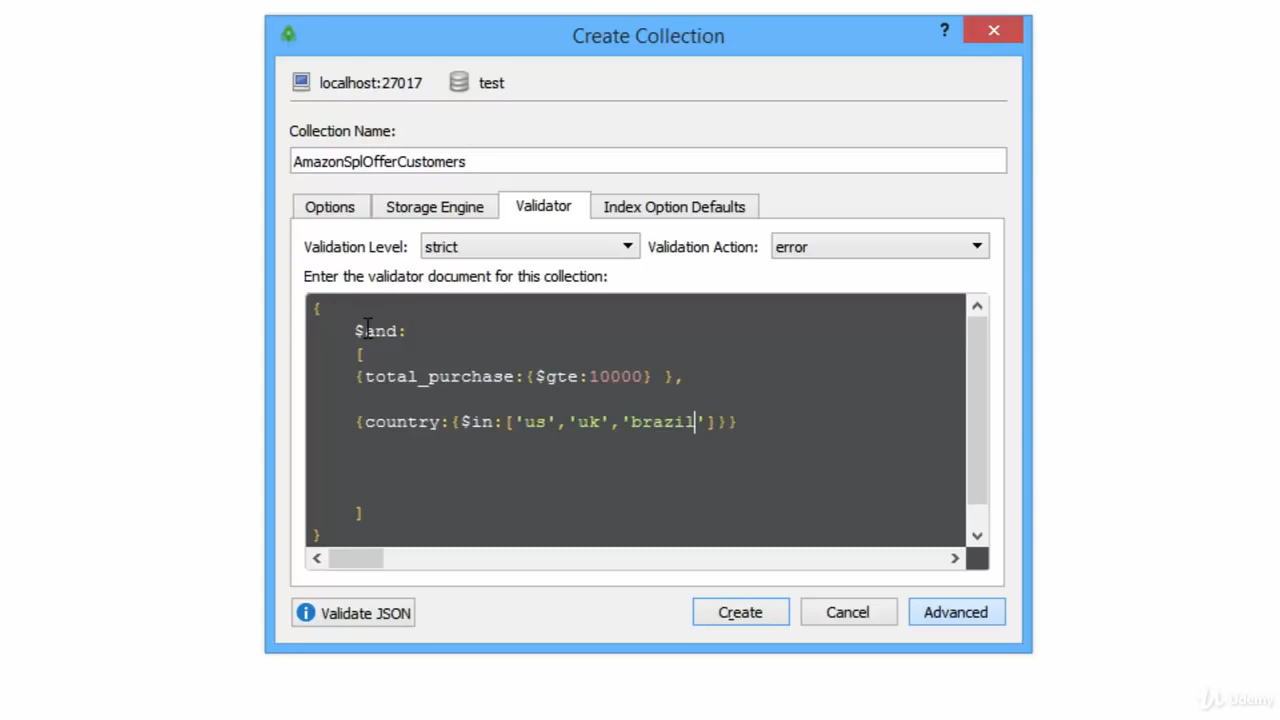 Create Collection
?
localhost:27017 test
Collection Name:
AmazonSplOfferCustomers
Options Storage Engine Validator Index Option Defaults
Validation Level: strict Validation Action: error
Enter the validator document for this collection:
{
$and:
[
{total_purchase:{$gte:10000} },
{country:{$in:['us','uk','brazil']}}
]
}
Validate JSON Create Cancel Advanced
Udemy